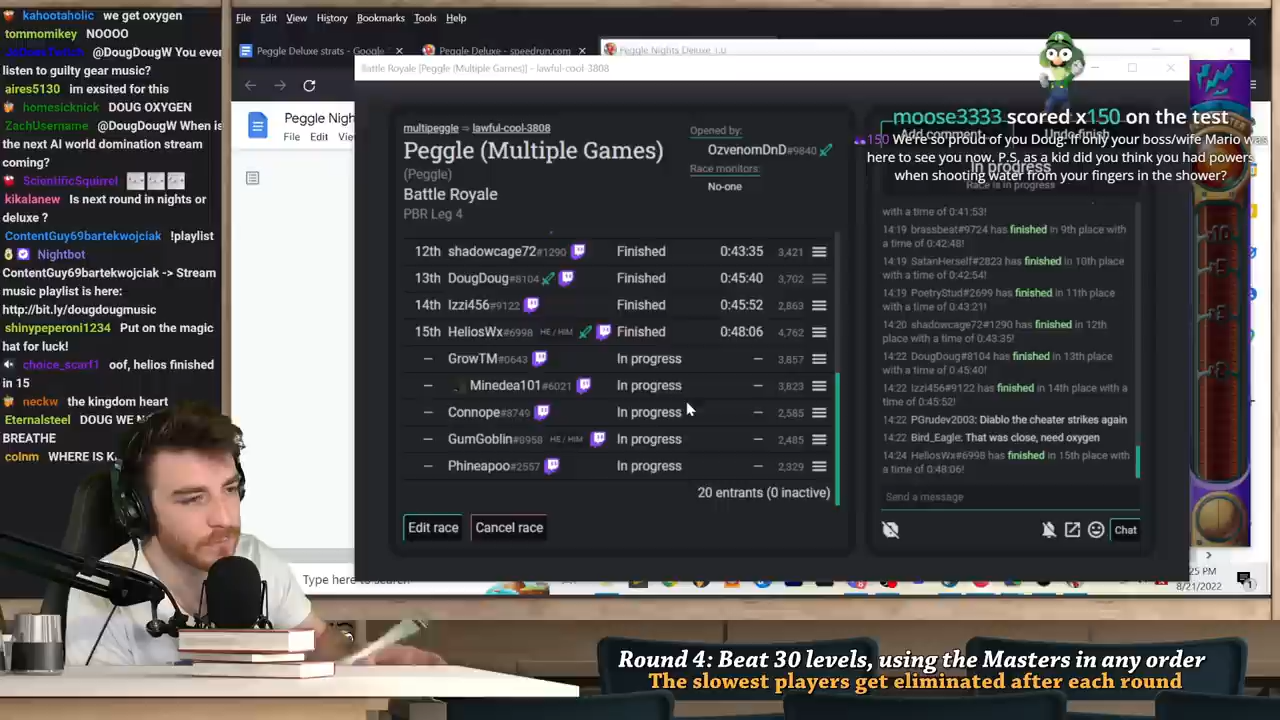 kahootaholic we get oxygen
tommomikey NOOOO
@DougDougW You ever
listen to guilty gear music?
aires5130 im exsited for this
homesicknick DOUG OXYGEN
ZachUsername @DougDougW When is
the next AI world domination stream
coming?
ScientificSquirrel
kikalanew Is next round in nights or
deluxe ?
ContentGuy69bartekwojciak !playlist
Nightbot
ContentGuy69bartekwojciak -> Stream
music playlist is here:
http://bit.ly/dougdougmusic
shinypeperoni1234 Put on the magic
hat for luck!
choice_scarf1 oof, helios finished
in 15
neckw the kingdom heart
Eternalsteel DOUG WE N
BREATHE
colnm WHERE IS K
File Edit View History Bookmarks Tools Help
Peggle Deluxe strats - Google
Peggle Deluxe - speedrun.com
Peggle Nights Deluxe 1.0
Peggle Nigh
File Edit Vie
Type here to search
Battle Royale [Peggle (Multiple Games)] - lawful-cool-3808
multipeggle ⇒ lawful-cool-3808
Peggle (Multiple Games)
(Peggle)
Battle Royale
PBR Leg 4
Opened by:
OzvenomDnD#9840
Race monitors:
No-one
12th shadowcage72#1290 Finished 0:43:35 3,421
13th DougDoug#8104 Finished 0:45:40 3,702
14th Izzi456#9122 Finished 0:45:52 2,863
15th HeliosWx#6998 HE / HIM Finished 0:48:06 4,762
— GrowTM#0643 In progress — 3,857
— Minedea101#6021 In progress — 3,823
— Connope#8749 In progress — 2,585
— GumGoblin#8958 HE / HIM In progress — 2,485
— Phineapoo#2557 In progress — 2,329
20 entrants (0 inactive)
Edit race Cancel race
moose3333 scored x150 on the test
150 We're so proud of you Doug. If only your boss/wife Mario was
here to see you now. P.S, as a kid did you think you had powers
when shooting water from your fingers in the shower?
Add comment Undo finish
In progress
Race is in progress
with a time of 0:41:53!
14:19 brassbeat#9724 has finished in 9th place with
a time of 0:42:48!
14:19 SatanHerself#2823 has finished in 10th place
with a time of 0:42:54!
14:19 PoetryStud#2699 has finished in 11th place
with a time of 0:43:21!
14:20 shadowcage72#1290 has finished in 12th
place with a time of 0:43:35!
14:22 DougDoug#8104 has finished in 13th place
with a time of 0:45:40!
14:22 Izzi456#9122 has finished in 14th place with a
time of 0:45:52!
14:22 PGrudev2003: Diablo the cheater strikes again
14:22 Bird_Eagle: That was close, need oxygen
14:24 HeliosWx#6998 has finished in 15th place with
a time of 0:48:06!
Send a message
Chat
25 PM
8/21/2022
Round 4: Beat 30 levels, using the Masters in any order
The slowest players get eliminated after each round